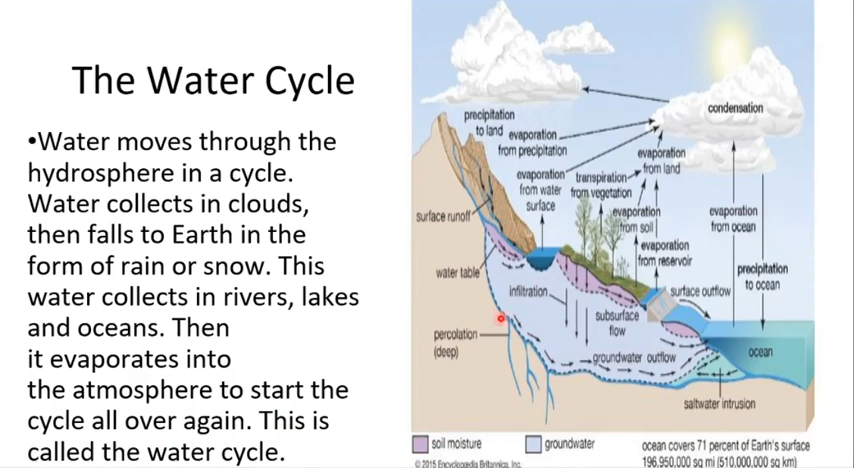 The Water Cycle
•Water moves through the
hydrosphere in a cycle.
Water collects in clouds,
then falls to Earth in the
form of rain or snow. This
water collects in rivers, lakes
and oceans. Then
it evaporates into
the atmosphere to start the
cycle all over again. This is
called the water cycle.
condensation
precipitation
to land
evaporation
from precipitation
evaporation
from land
evaporation
from water
surface
transpiration
from vegetation
surface runoff
evaporation
from soil
evaporation
from ocean
evaporation
from reservoir
water table
precipitation
to ocean
infiltration
surface outflow
subsurface
flow
percolation
(deep)
groundwater outflow
ocean
saltwater intrusion
soil moisture
groundwater
ocean covers 71 percent of Earth's surface
196,950,000 sq mi (510,000,000 sq km)
© 2015 Encyclopædia Britannica, Inc.